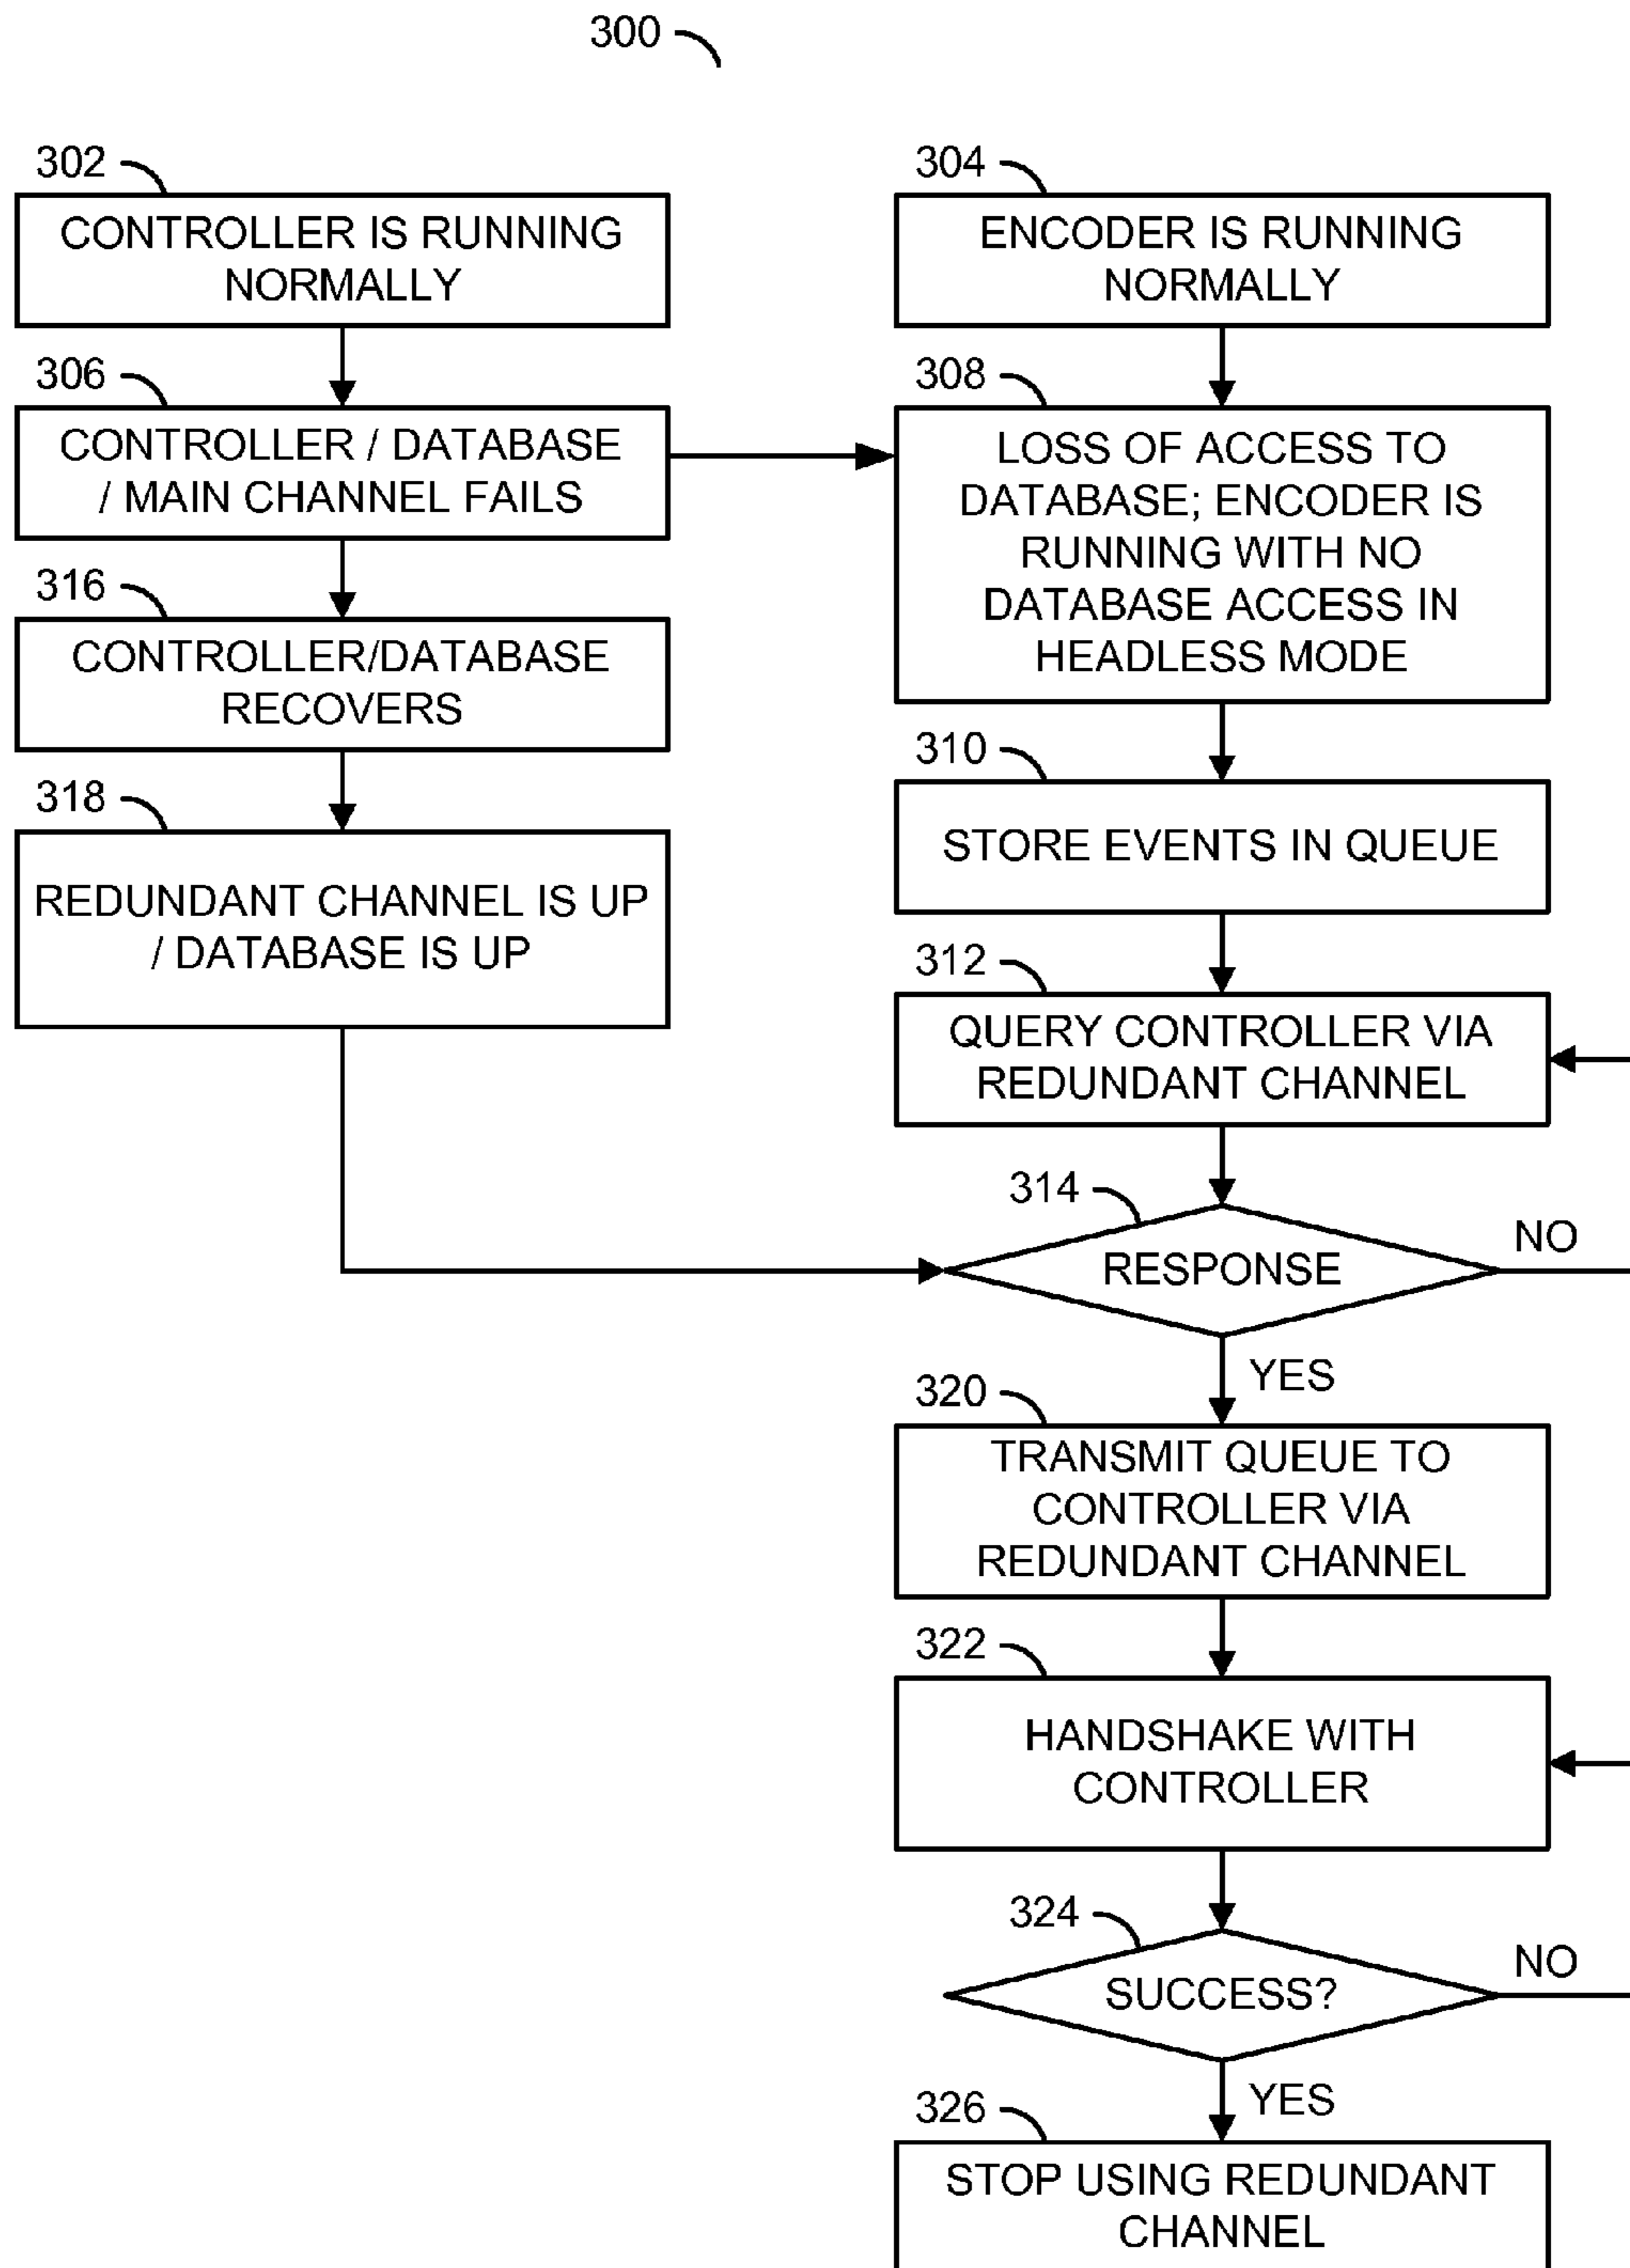 300
302
CONTROLLER IS RUNNING
NORMALLY
304
ENCODER IS RUNNING
NORMALLY
306
CONTROLLER / DATABASE
/ MAIN CHANNEL FAILS
308
LOSS OF ACCESS TO
DATABASE; ENCODER IS
RUNNING WITH NO
DATABASE ACCESS IN
HEADLESS MODE
316
CONTROLLER/DATABASE
RECOVERS
310
STORE EVENTS IN QUEUE
318
REDUNDANT CHANNEL IS UP
/ DATABASE IS UP
312
QUERY CONTROLLER VIA
REDUNDANT CHANNEL
314
RESPONSE
NO
YES
320
TRANSMIT QUEUE TO
CONTROLLER VIA
REDUNDANT CHANNEL
322
HANDSHAKE WITH
CONTROLLER
324
SUCCESS?
NO
YES
326
STOP USING REDUNDANT
CHANNEL